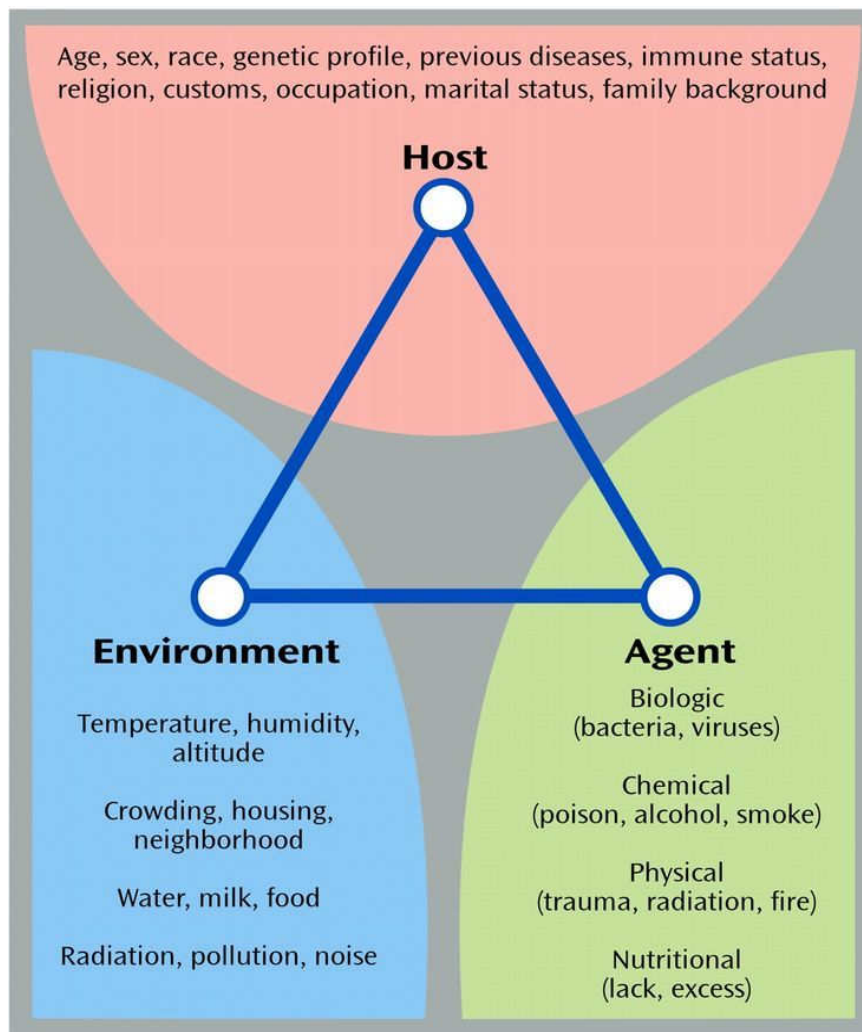 Age, sex, race, genetic profile, previous diseases, immune status,
religion, customs, occupation, marital status, family background
Host
Environment
Temperature, humidity,
altitude
Crowding, housing,
neighborhood
Water, milk, food
Radiation, pollution, noise
Agent
Biologic
(bacteria, viruses)
Chemical
(poison, alcohol, smoke)
Physical
(trauma, radiation, fire)
Nutritional
(lack, excess)